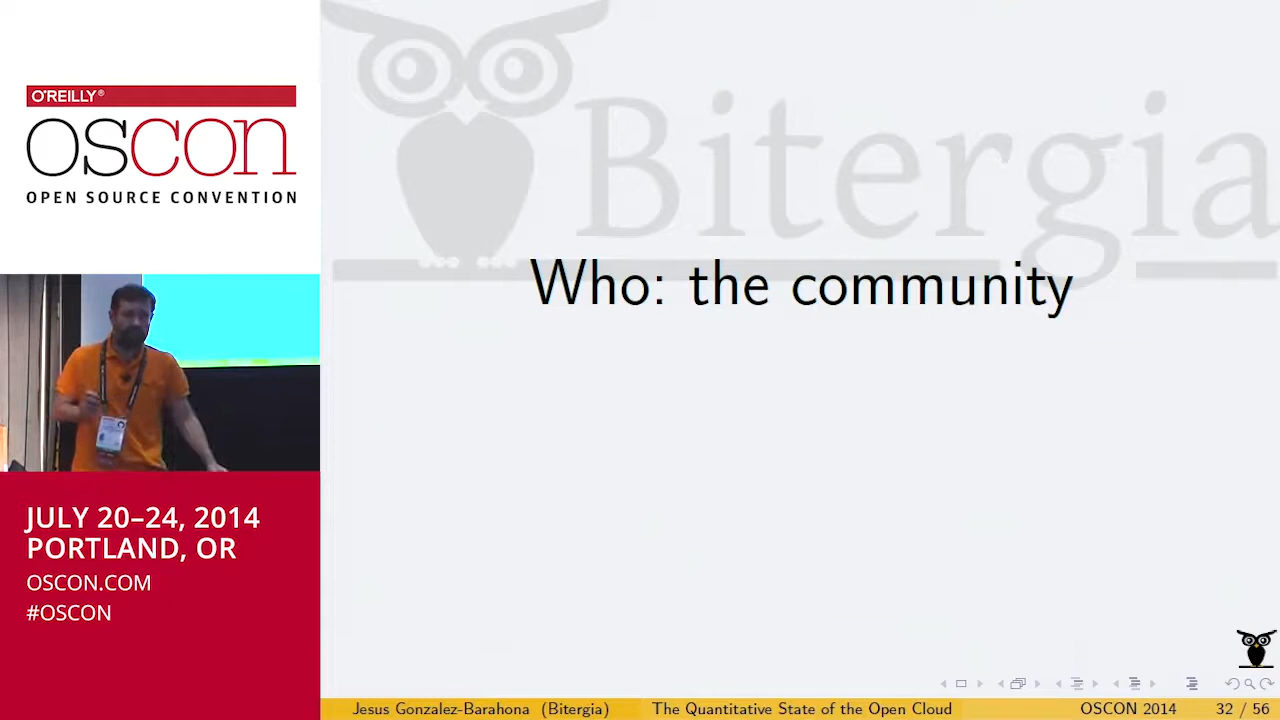 O'REILLY®
OSCON
OPEN SOURCE CONVENTION
JULY 20–24, 2014
PORTLAND, OR
OSCON.COM
#OSCON
Bitergia
Who: the community
Jesus Gonzalez-Barahona (Bitergia) The Quantitative State of the Open Cloud OSCON 2014 32 / 56